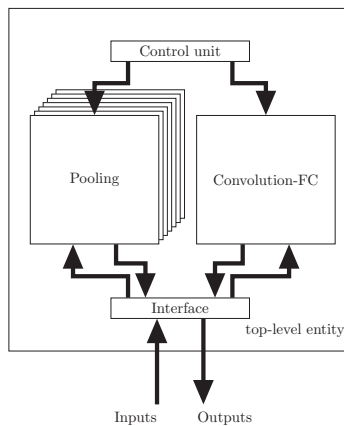 Control unit
Pooling
Convolution-FC
Interface
top-level entity
Inputs
Outputs